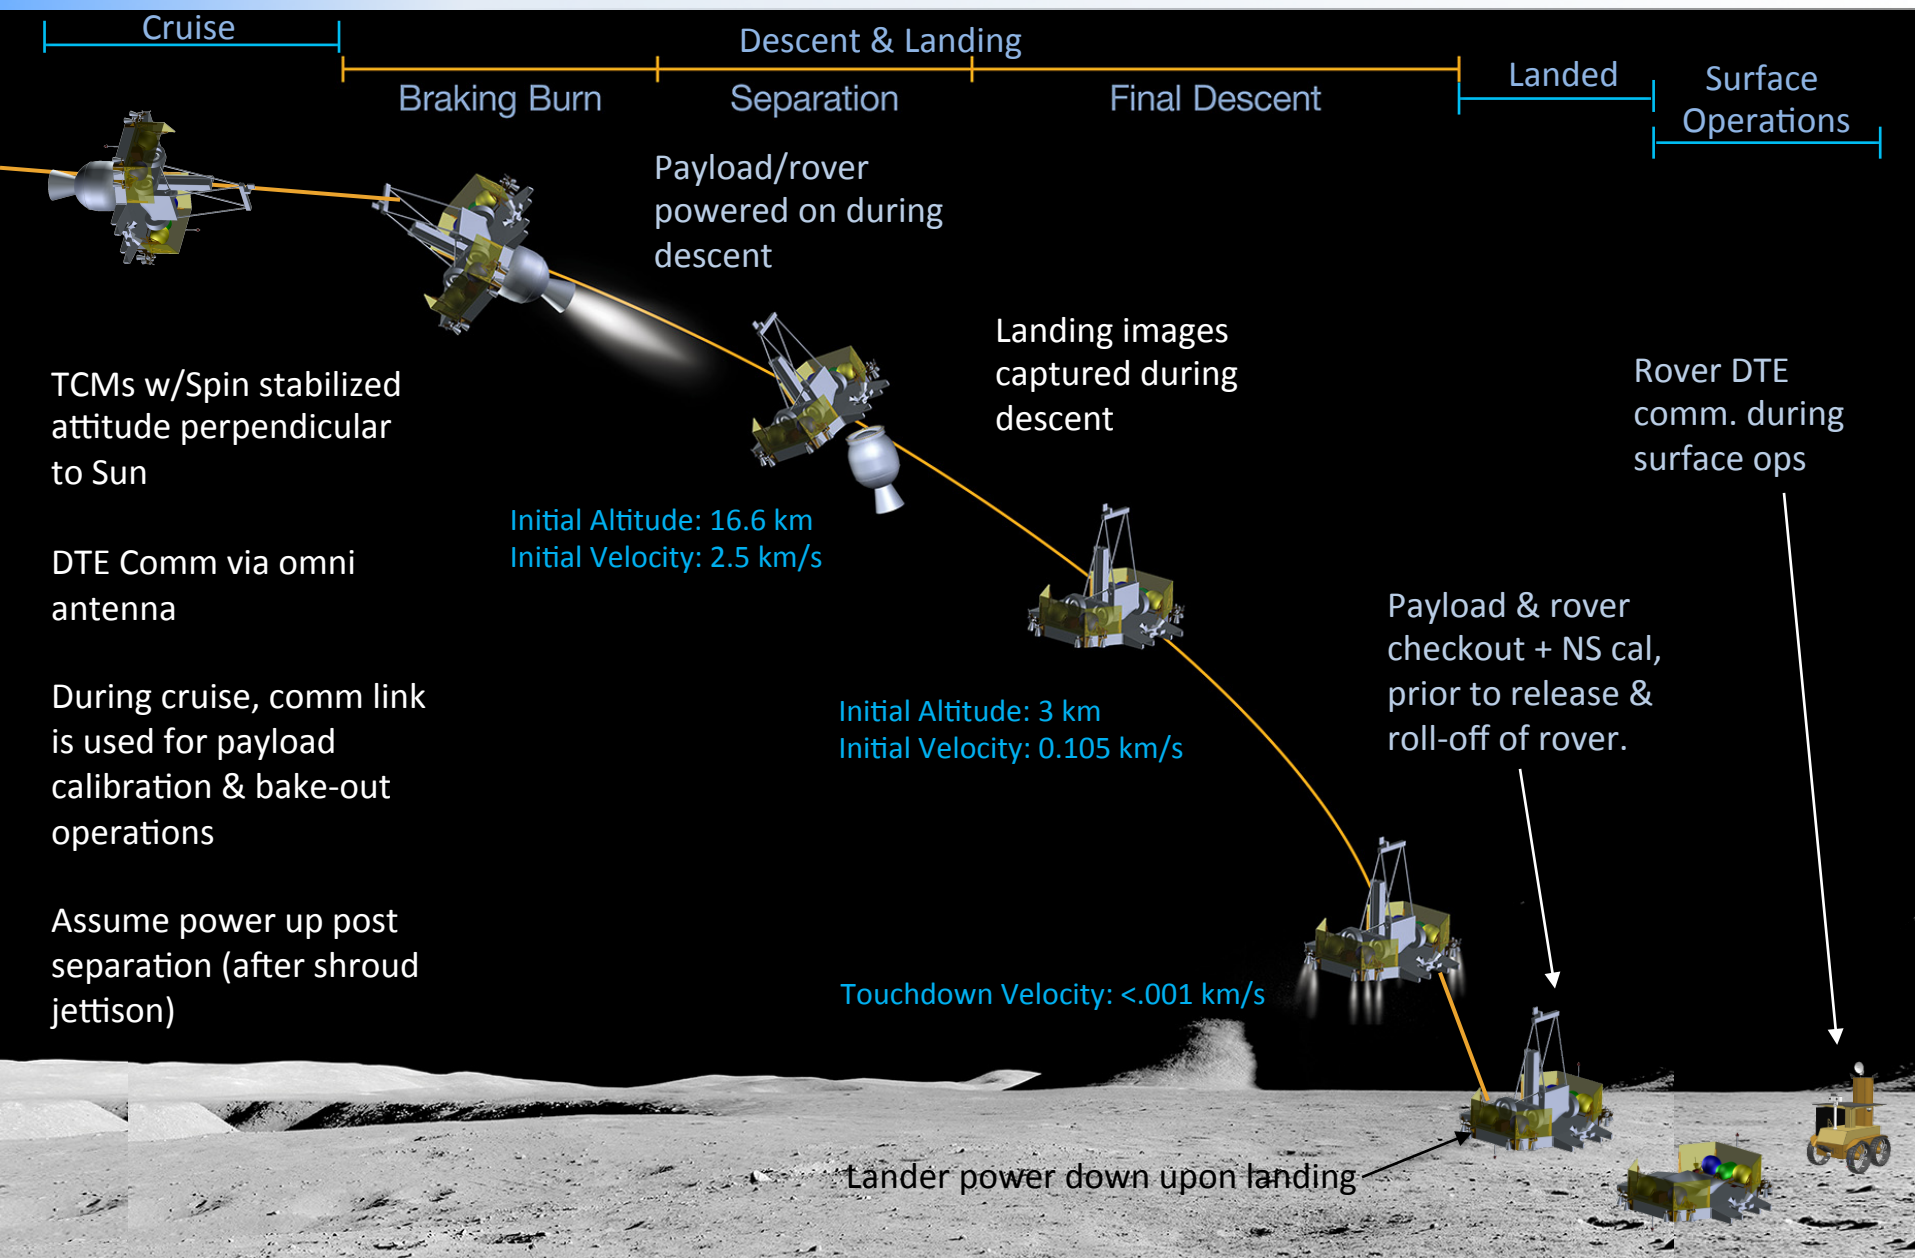 Cruise
Descent & Landing
Landed
Surface
Operations
Braking Burn
Separation
Final Descent
Payload/rover
powered on during
descent
Landing images
captured during
descent
Rover DTE
comm. during
surface ops
TCMs w/Spin stabilized
attitude perpendicular
to Sun
Initial Altitude: 16.6 km
Initial Velocity: 2.5 km/s
DTE Comm via omni
antenna
Payload & rover
checkout + NS cal,
prior to release &
roll-off of rover.
During cruise, comm link
is used for payload
calibration & bake-out
operations
Initial Altitude: 3 km
Initial Velocity: 0.105 km/s
Assume power up post
separation (after shroud
jettison)
Touchdown Velocity: <.001 km/s
Lander power down upon landing